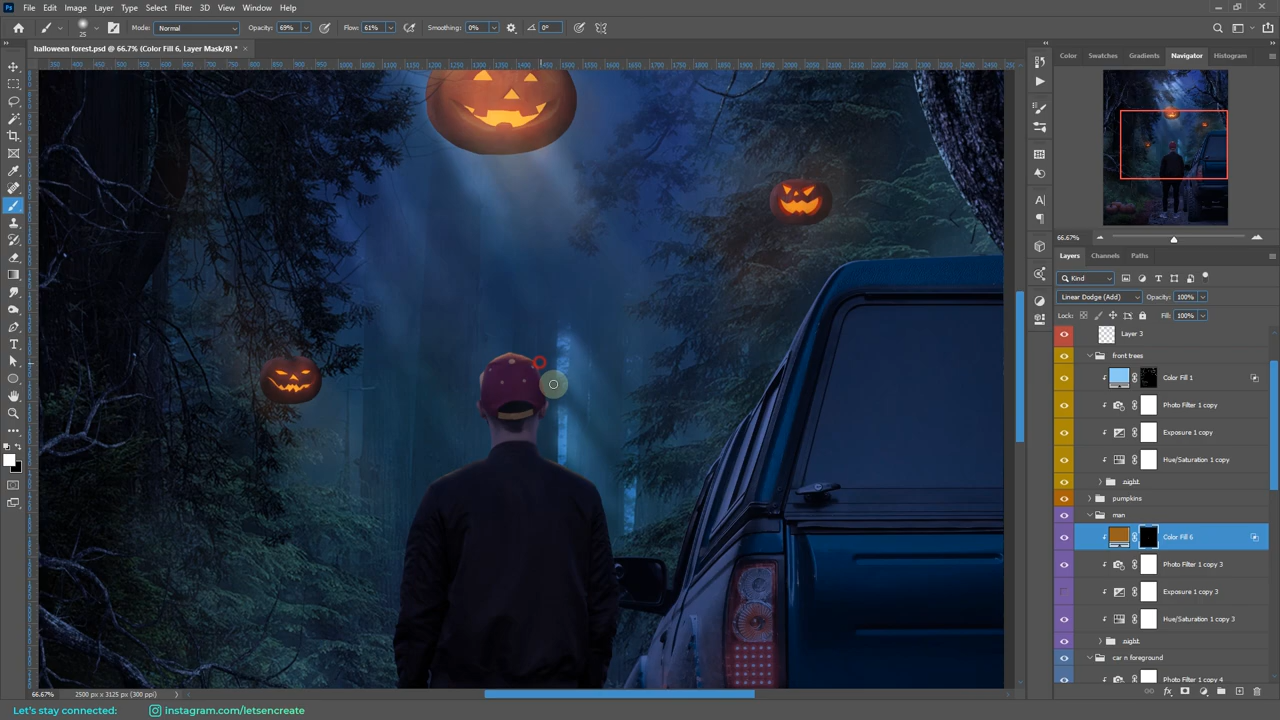 Ps File Edit Image Layer Type Select Filter 3D View Window Help
25 Mode: Normal Opacity: 69% Flow: 61% Smoothing: 0% 0°
halloween forest.psd @ 66.7% (Color Fill 6, Layer Mask/8) * ×
Color Swatches Gradients Navigator Histogram
66.67%
Layers Channels Paths
Kind
Linear Dodge (Add) Opacity: 100%
Lock: Fill: 100%
Layer 3
front trees
Color Fill 1
Photo Filter 1 copy
Exposure 1 copy
Hue/Saturation 1 copy
night
pumpkins
man
Color Fill 6
Photo Filter 1 copy 3
Exposure 1 copy 3
Hue/Saturation 1 copy 3
night
car n foreground
Photo Filter 1 copy 4
66.67% 2500 px x 3125 px (300 ppi)
Let's stay connected: instagram.com/letsencreate